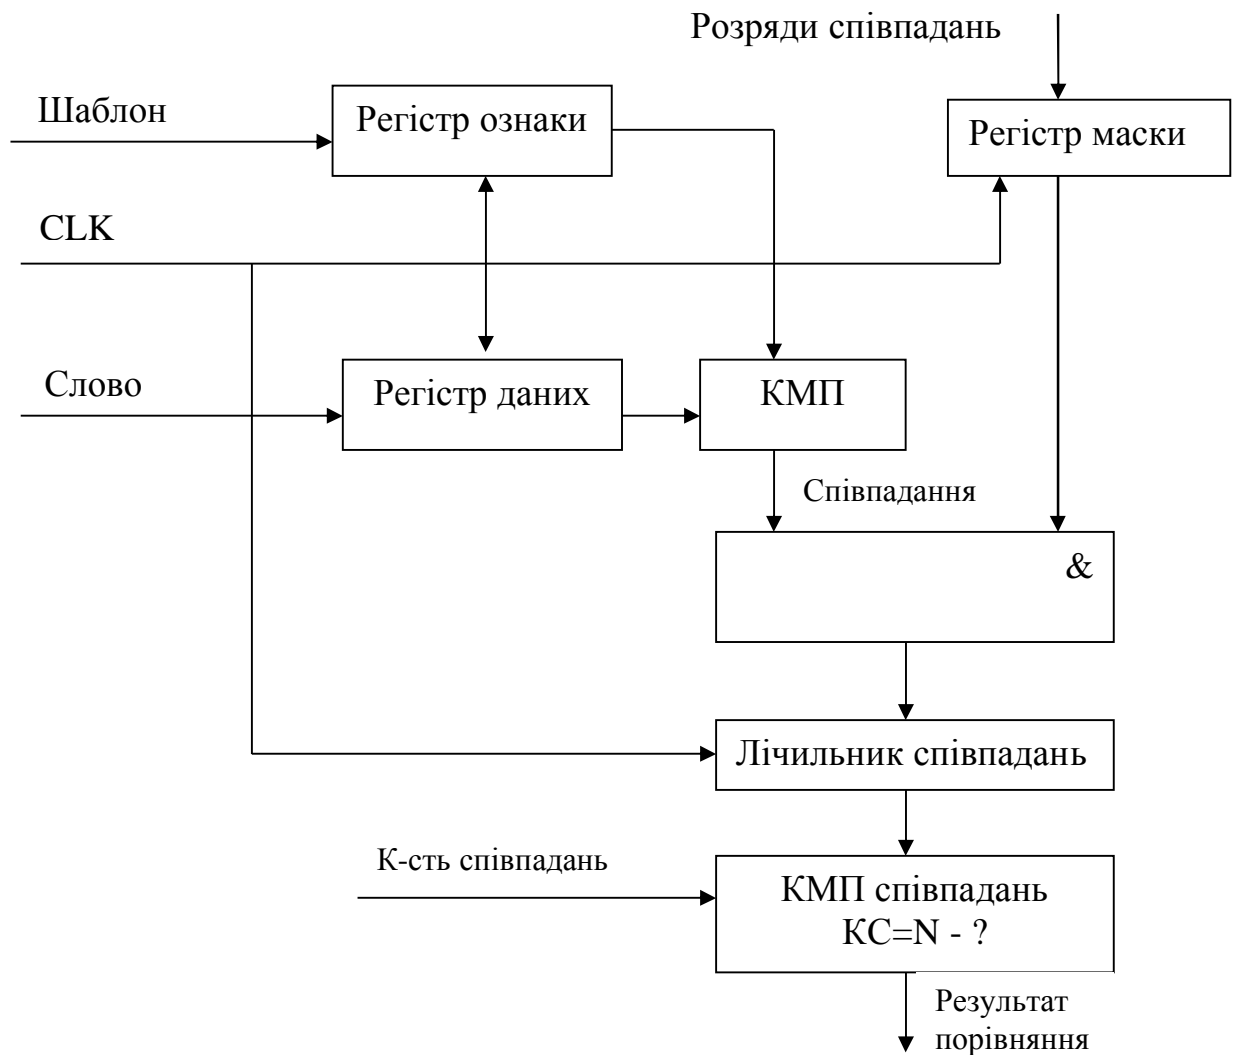 Розряди співпадань
Шаблон
Регістр ознаки
Регістр маски
CLK
Слово
Регістр даних
КМП
Співпадання
&
Лічильник співпадань
К-сть співпадань
КМП співпадань
КС=N - ?
Результат
порівняння